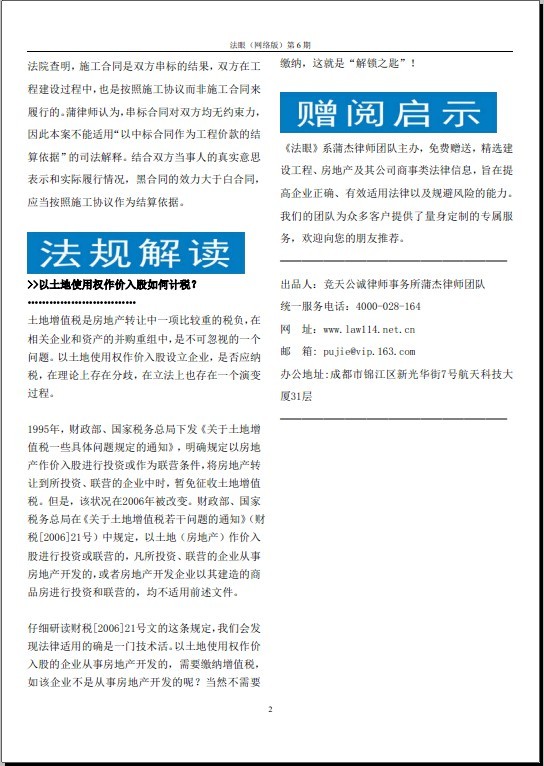 法眼（网络版）第 6 期
法院查明，施工合同是双方串标的结果，双方在工
程建设过程中，也是按照施工协议而非施工合同来
履行的。蒲律师认为，串标合同对双方均无约束力，
因此本案不能适用“以中标合同作为工程价款的结
算依据”的司法解释。结合双方当事人的真实意思
表示和实际履行情况，黑合同的效力大于白合同，
应当按照施工协议作为结算依据。
法规解读
>>以土地使用权作价入股如何计税？
..............................
土地增值税是房地产转让中一项比较重的税负，在
相关企业和资产的并购重组中，是不可忽视的一个
问题。以土地使用权作价入股设立企业，是否应纳
税，在理论上存在分歧，在立法上也存在一个演变
过程。
1995年，财政部、国家税务总局下发《关于土地增
值税一些具体问题规定的通知》，明确规定以房地
产作价入股进行投资或作为联营条件，将房地产转
让到所投资、联营的企业中时，暂免征收土地增值
税。但是，该状况在2006年被改变。财政部、国家
税务总局在《关于土地增值税若干问题的通知》（财
税[2006]21号）中规定，以土地（房地产）作价入
股进行投资或联营的，凡所投资、联营的企业从事
房地产开发的，或者房地产开发企业以其建造的商
品房进行投资和联营的，均不适用前述文件。
仔细研读财税[2006]21号文的这条规定，我们会发
现法律适用的确是一门技术活。以土地使用权作价
入股的企业从事房地产开发的，需要缴纳增值税，
如该企业不是从事房地产开发的呢？当然不需要
缴纳，这就是“解锁之匙”！
赠阅启示
《法眼》系蒲杰律师团队主办，免费赠送，精选建
设工程、房地产及其公司商事类法律信息，旨在提
高企业正确、有效适用法律以及规避风险的能力。
我们的团队为众多客户提供了量身定制的专属服
务，欢迎向您的朋友推荐。
出品人：竞天公诚律师事务所蒲杰律师团队
统一服务电话：4000-028-164
网 址：www.law114.net.cn
邮 箱：pujie@vip.163.com
办公地址:成都市锦江区新光华街7号航天科技大
厦31层
2